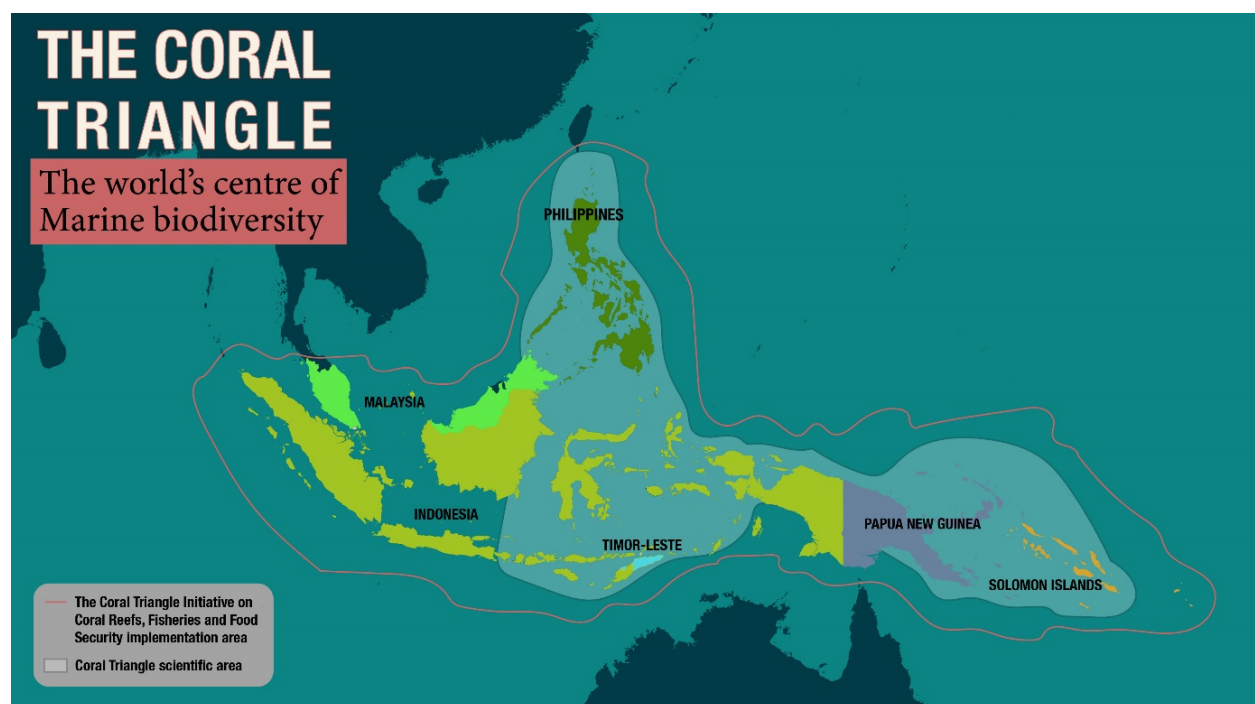 THE CORAL
TRIANGLE
The world's centre of
Marine biodiversity
PHILIPPINES
MALAYSIA
INDONESIA
TIMOR-LESTE
PAPUA NEW GUINEA
SOLOMON ISLANDS
The Coral Triangle Initiative on
Coral Reefs, Fisheries and Food
Security implementation area
Coral Triangle scientific area